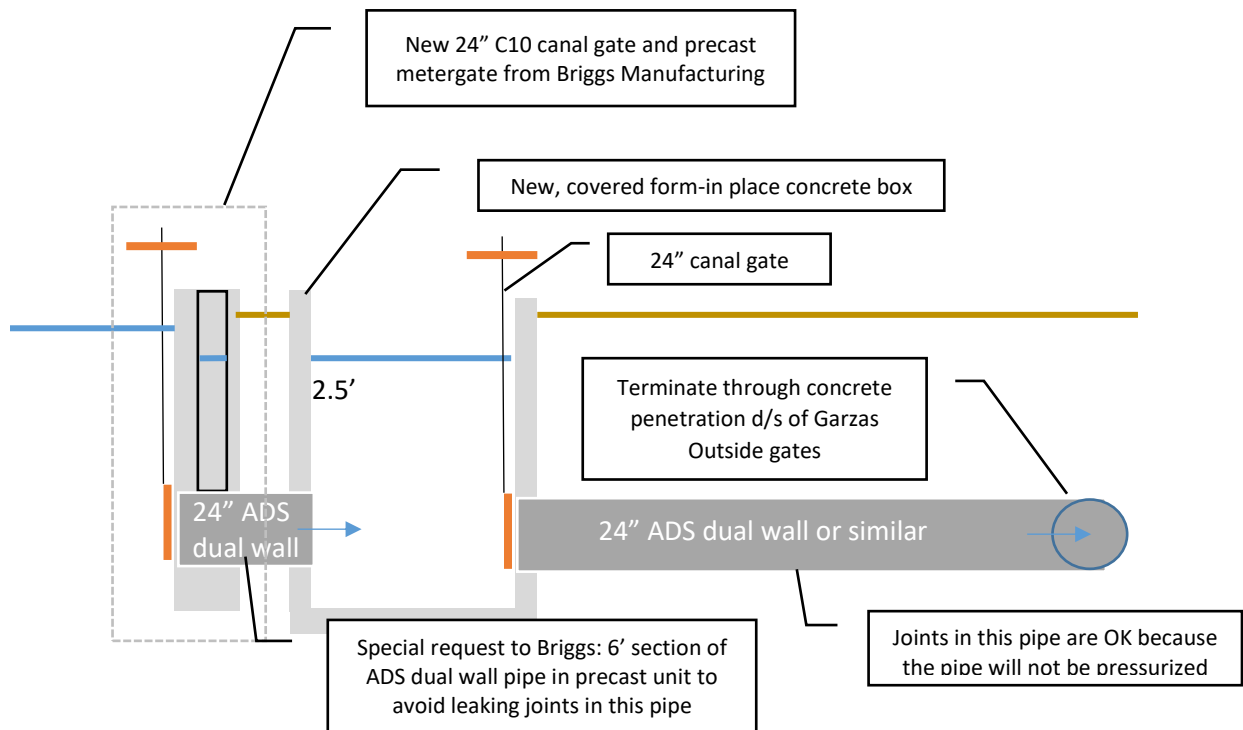 New 24” C10 canal gate and precast
metergate from Briggs Manufacturing
New, covered form-in place concrete box
24” canal gate
2.5’
Terminate through concrete
penetration d/s of Garzas
Outside gates
24” ADS
dual wall
24” ADS dual wall or similar
Special request to Briggs: 6’ section of
ADS dual wall pipe in precast unit to
avoid leaking joints in this pipe
Joints in this pipe are OK because
the pipe will not be pressurized